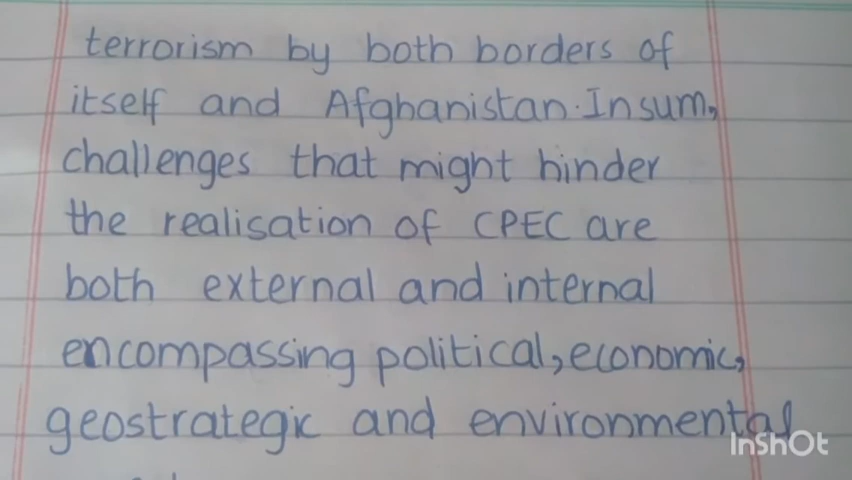 terrorism by both borders of
itself and Afghanistan. In sum,
challenges that might hinder
the realisation of CPEC are
both external and internal
encompassing political, economic,
geostrategic and environmental
InShOt